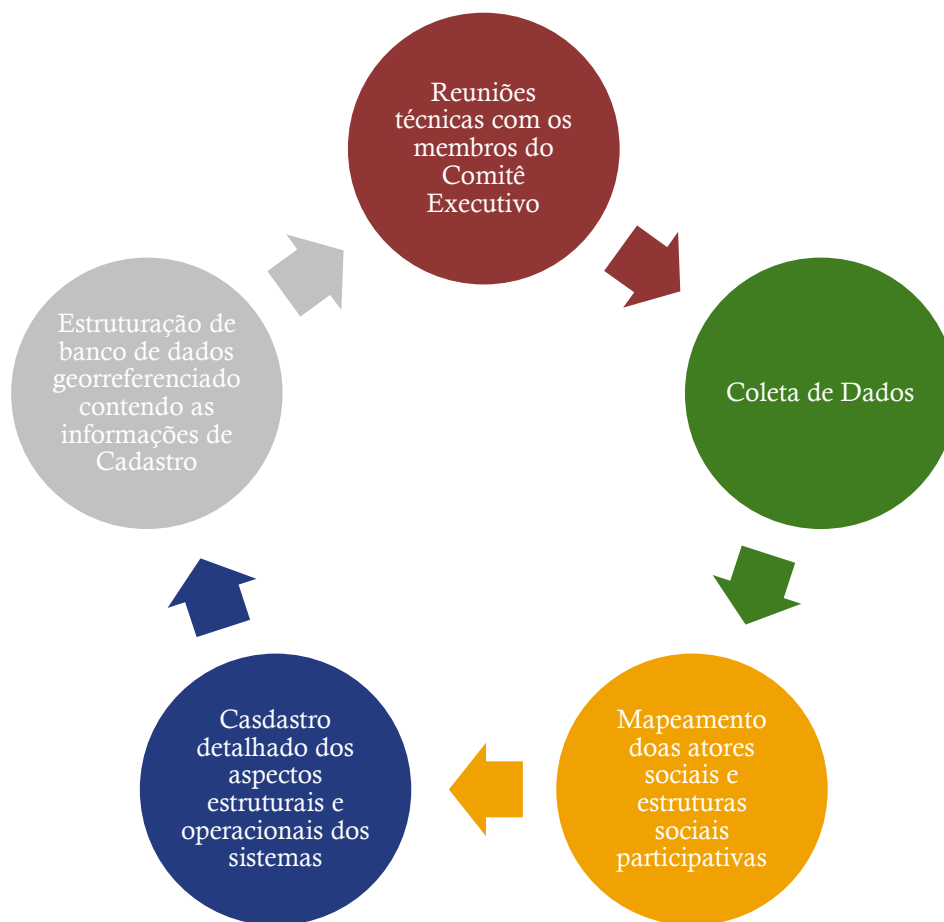 Reuniões
técnicas com os
membros do
Comitê
Executivo
Coleta de Dados
Mapeamento
doas atores
sociais e
estruturas
sociais
participativas
Casdastro
detalhado dos
aspectos
estruturais e
operacionais dos
sistemas
Estruturação de
banco de dados
georreferenciado
contendo as
informações de
Cadastro